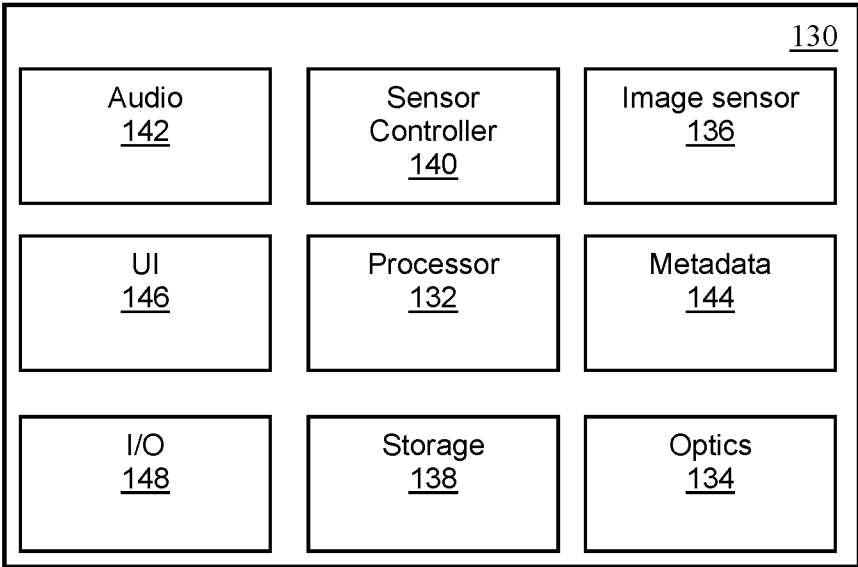 130
Audio
142
Sensor
Controller
140
Image sensor
136
UI
146
Processor
132
Metadata
144
I/O
148
Storage
138
Optics
134